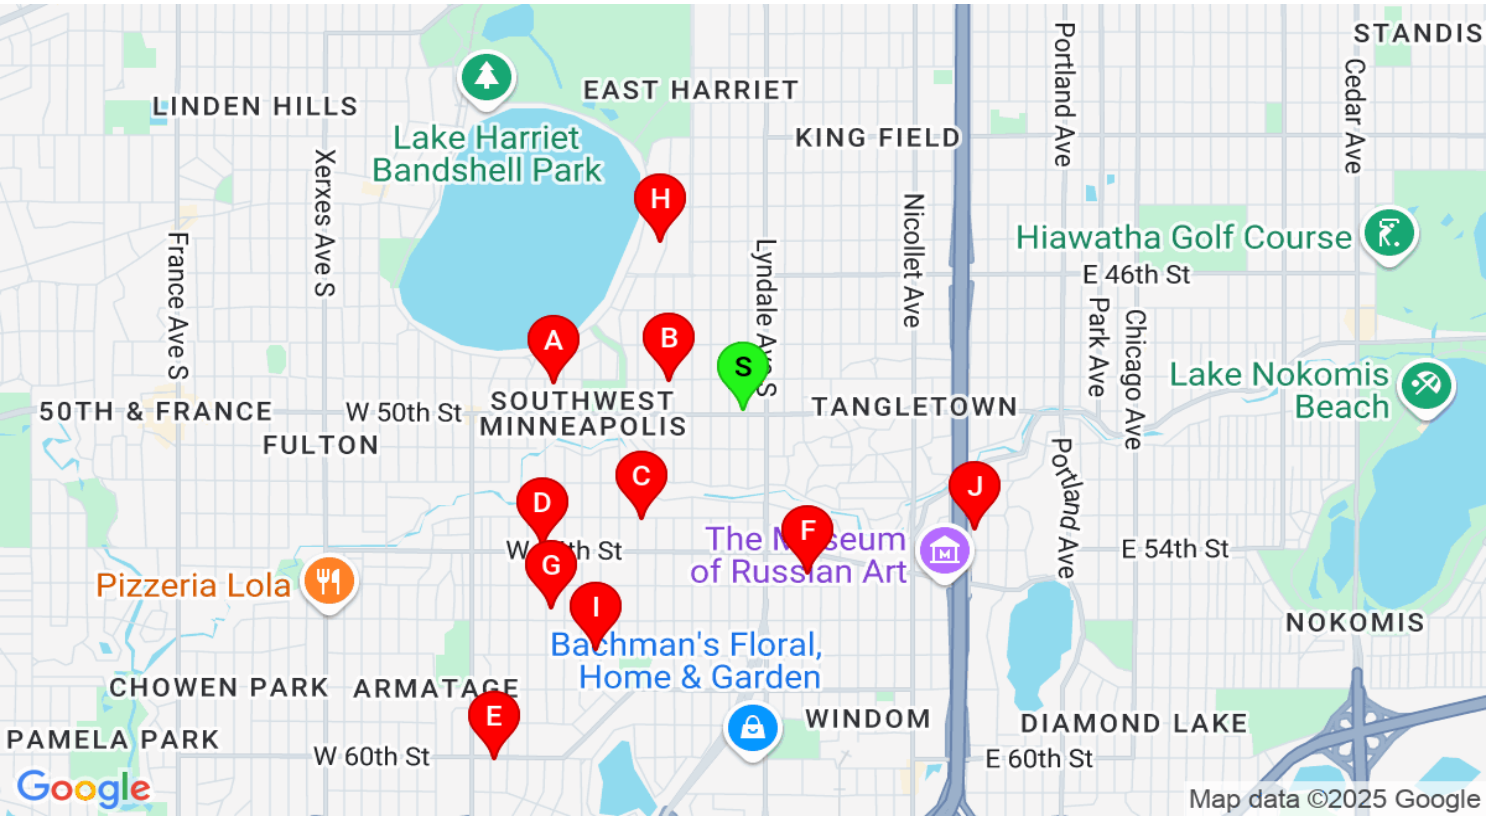 STANDIS
Portland Ave
Cedar Ave
EAST HARRIET
LINDEN HILLS
Lake Harriet
Bandshell Park
KING FIELD
Xerxes Ave S
H
Nicollet Ave
France Ave S
Lyndale Ave S
Hiawatha Golf Course
E 46th St
Park Ave
Chicago Ave
A
B
S
Lake Nokomis
Beach
50TH & FRANCE
W 50th St
SOUTHWEST
MINNEAPOLIS
TANGLETOWN
FULTON
Portland Ave
C
J
D
F
The Museum
of Russian Art
W th St
E 54th St
G
Pizzeria Lola
I
NOKOMIS
Bachman's Floral,
Home & Garden
CHOWEN PARK
ARMATAGE
E
WINDOM
DIAMOND LAKE
PAMELA PARK
W 60th St
E 60th St
M
Google
Map data ©2025 Google